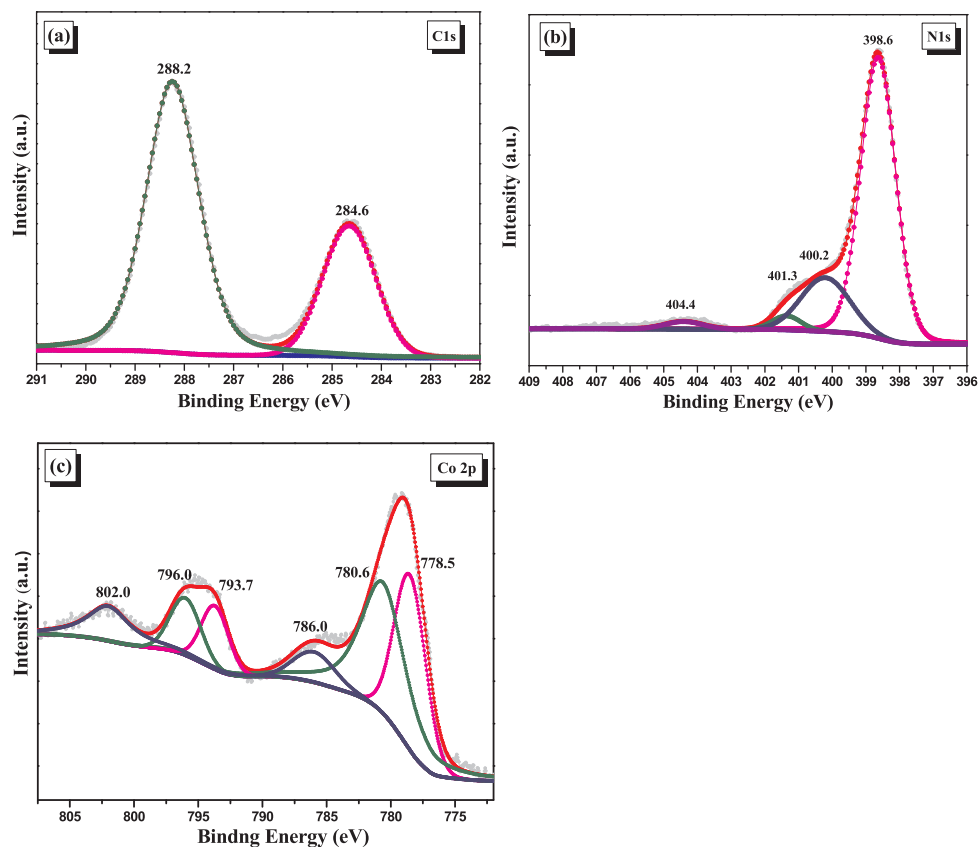 (a)
C1s
288.2
284.6
Intensity (a.u.)
291 290 289 288 287 286 285 284 283 282
Binding Energy (eV)
(b)
N1s
398.6
400.2
401.3
404.4
Intensity (a.u.)
409 408 407 406 405 404 403 402 401 400 399 398 397 396
Binding Energy (eV)
(c)
Co 2p
778.5
780.6
796.0
793.7
802.0
786.0
Intensity (a.u.)
805 800 795 790 785 780 775
Bindng Energy (eV)